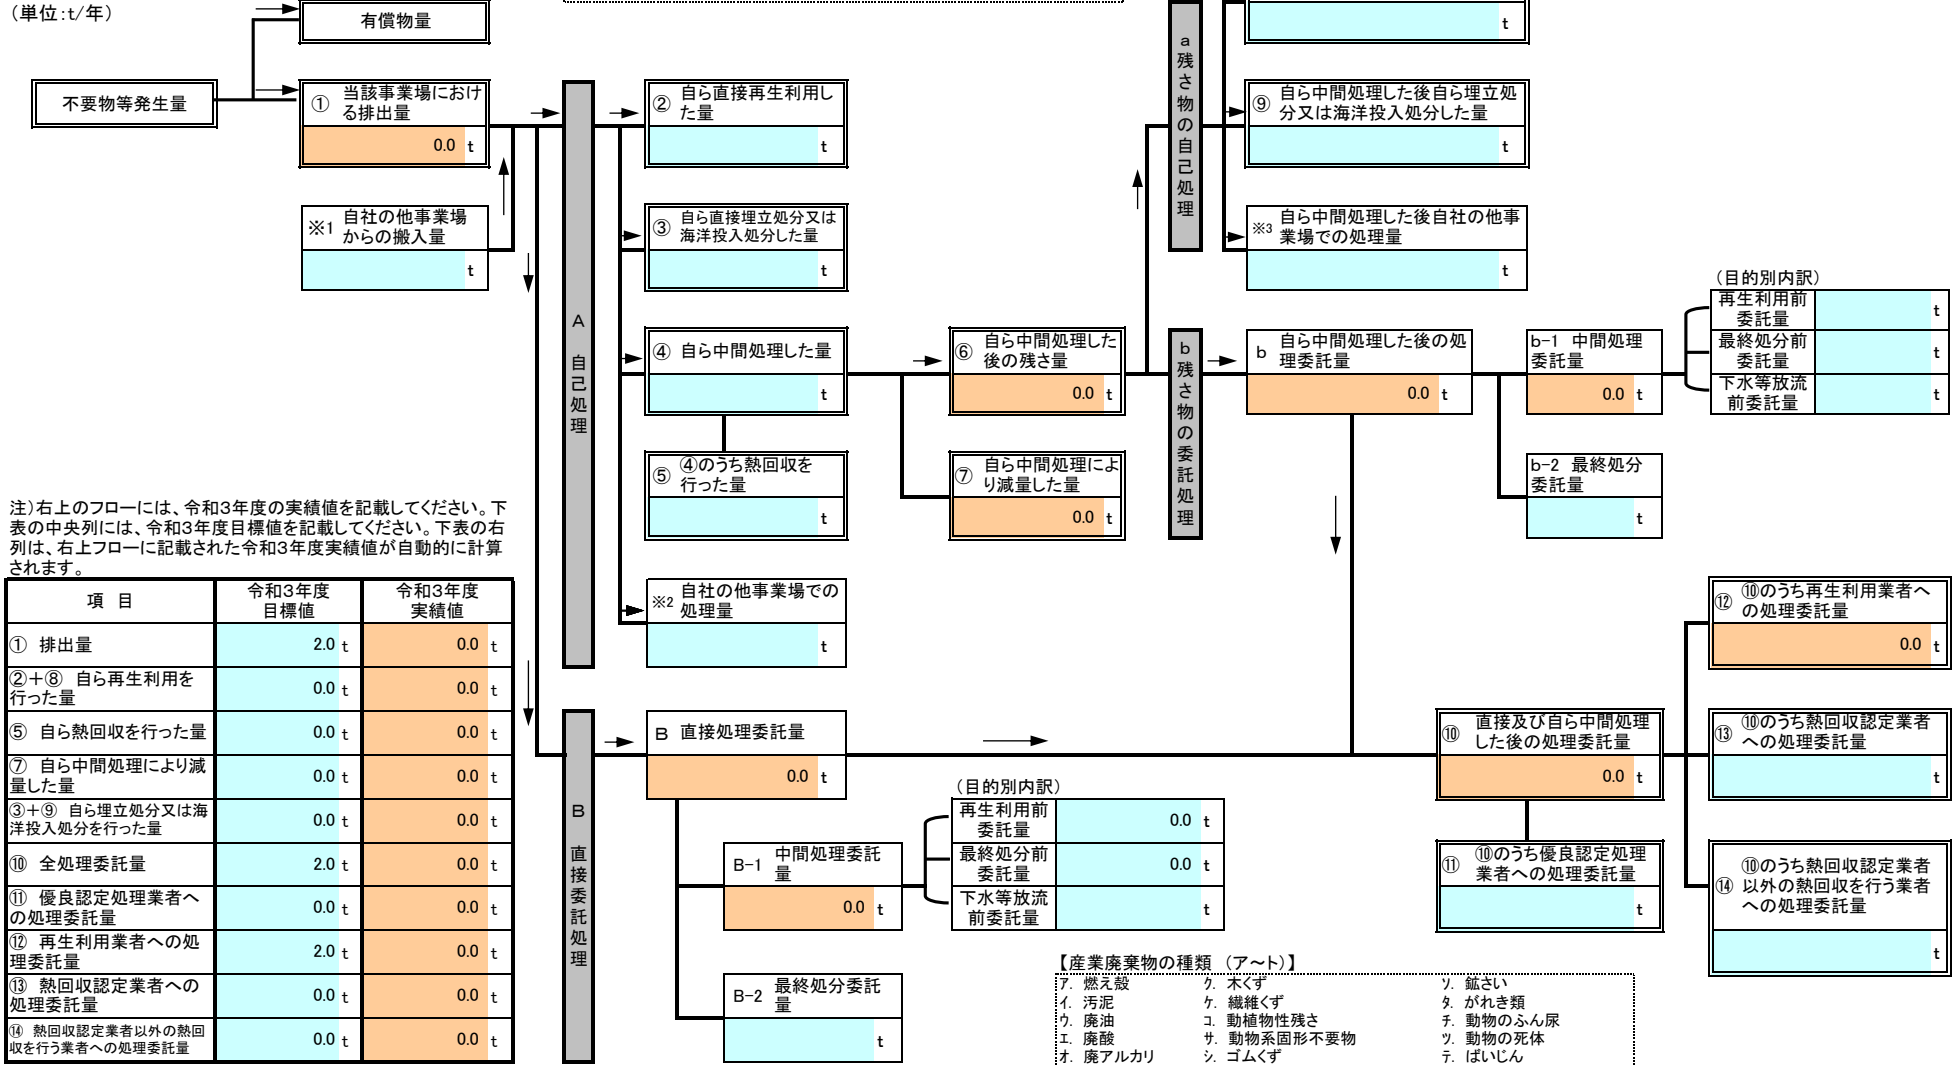 （単位：t/年）
有償物量
不要物等発生量
① 当該事業場におけ
る排出量
0.0 t
※1 自社の他事業場
からの搬入量
t
A 自己処理
② 自ら直接再生利用し
た量
t
③ 自ら直接埋立処分又は
海洋投入処分した量
t
④ 自ら中間処理した量
t
⑤ ④のうち熱回収を
行った量
t
※2 自社の他事業場での
処理量
t
⑥ 自ら中間処理した
後の残さ量
0.0 t
⑦ 自ら中間処理によ
り減量した量
0.0 t
a 残さ物の自己処理
t
⑨ 自ら中間処理した後自ら埋立処
分又は海洋投入処分した量
t
※3 自ら中間処理した後自社の他事
業場での処理量
t
b 残さ物の委託処理
b 自ら中間処理した後の処
理委託量
0.0 t
b-1 中間処理
委託量
0.0 t
b-2 最終処分
委託量
t
（目的別内訳）
再生利用前
委託量
t
最終処分前
委託量
t
下水等放流
前委託量
t
注）右上のフローには、令和3年度の実績値を記載してください。下
表の中央列には、令和3年度目標値を記載してください。下表の右
列は、右上フローに記載された令和3年度実績値が自動的に計算
されます。
項 目
令和3年度
目標値
令和3年度
実績値
① 排出量 2.0 t 0.0 t
②＋⑧ 自ら再生利用を
行った量 0.0 t 0.0 t
⑤ 自ら熱回収を行った量 0.0 t 0.0 t
⑦ 自ら中間処理により減
量した量 0.0 t 0.0 t
③＋⑨ 自ら埋立処分又は海
洋投入処分を行った量 0.0 t 0.0 t
⑩ 全処理委託量 2.0 t 0.0 t
⑪ 優良認定処理業者へ
の処理委託量 0.0 t 0.0 t
⑫ 再生利用業者への処
理委託量 2.0 t 0.0 t
⑬ 熱回収認定業者への
処理委託量 0.0 t 0.0 t
⑭ 熱回収認定業者以外の熱回
収を行う業者への処理委託量 0.0 t 0.0 t
B 直接委託処理
B 直接処理委託量
0.0 t
B-1 中間処理委託
量
0.0 t
B-2 最終処分委託
量
t
（目的別内訳）
再生利用前
委託量
0.0 t
最終処分前
委託量
0.0 t
下水等放流
前委託量
t
⑩ 直接及び自ら中間処理
した後の処理委託量
0.0 t
⑪ ⑩のうち優良認定処理
業者への処理委託量
t
⑫ ⑩のうち再生利用業者へ
の処理委託量
0.0 t
⑬ ⑩のうち熱回収認定業者
への処理委託量
t
⑭ ⑩のうち熱回収認定業者
以外の熱回収を行う業者
への処理委託量
t
【産業廃棄物の種類 （ア～ト）】
ア. 燃え殻 ク. 木くず ソ. 鉱さい
イ. 汚泥 ケ. 繊維くず タ. がれき類
ウ. 廃油 コ. 動植物性残さ チ. 動物のふん尿
エ. 廃酸 サ. 動物系固形不要物 ツ. 動物の死体
オ. 廃アルカリ シ. ゴムくず テ. ばいじん